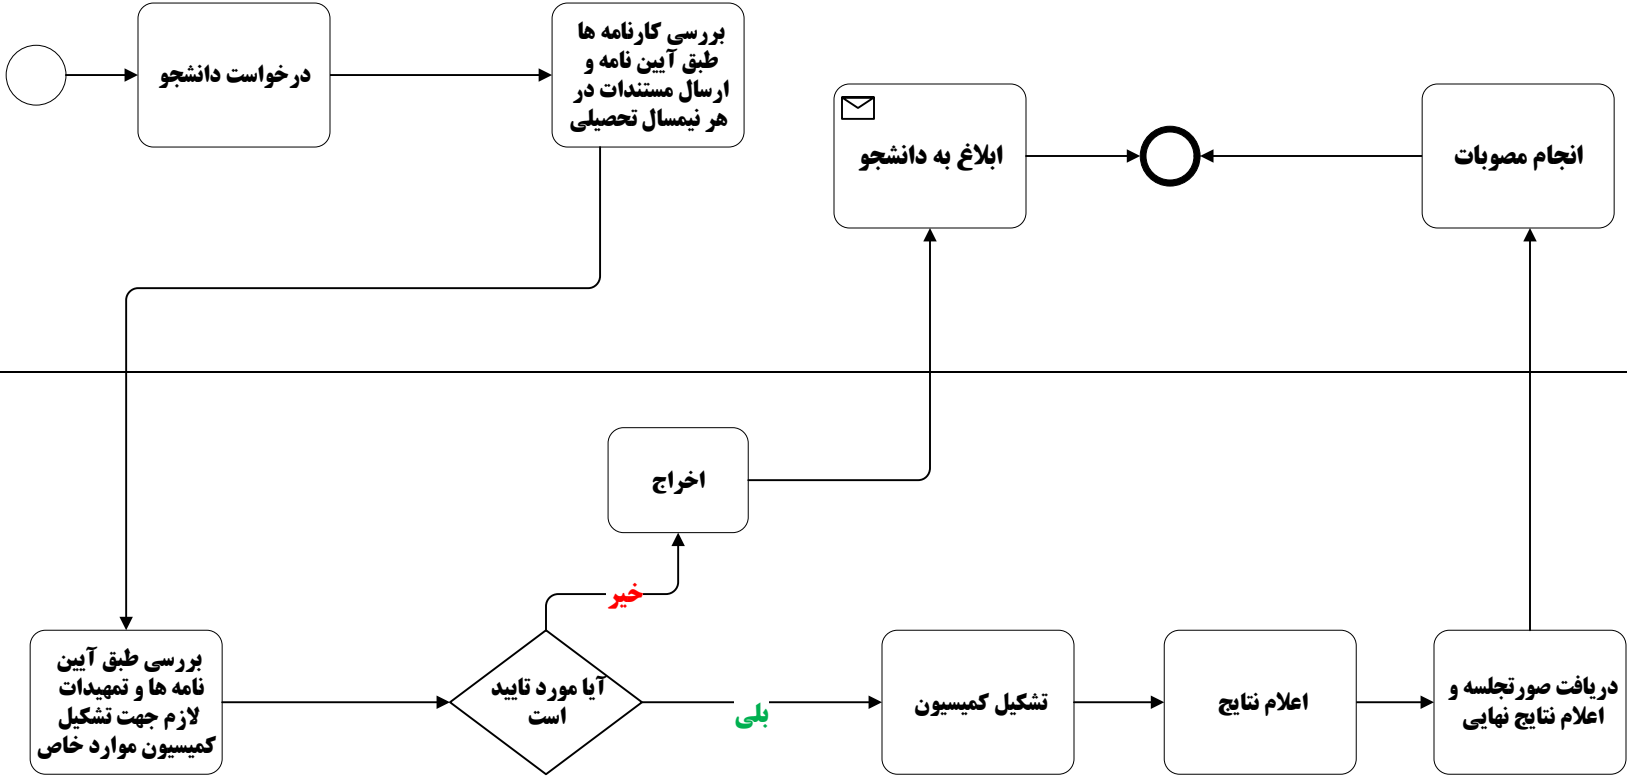 درخواست دانشجو
بررسی کارنامه ها
طبق آیین نامه و
ارسال مستندات در
هر نیمسال تحصیلی
ابلاغ به دانشجو
انجام مصوبات
اخراج
خیر
بررسی طبق آیین
نامه ها و تمهیدات
لازم جهت تشکیل
کمیسیون موارد خاص
آیا مورد تایید
است
بلی
تشکیل کمیسیون
اعلام نتایج
دریافت صورتجلسه و
اعلام نتایج نهایی